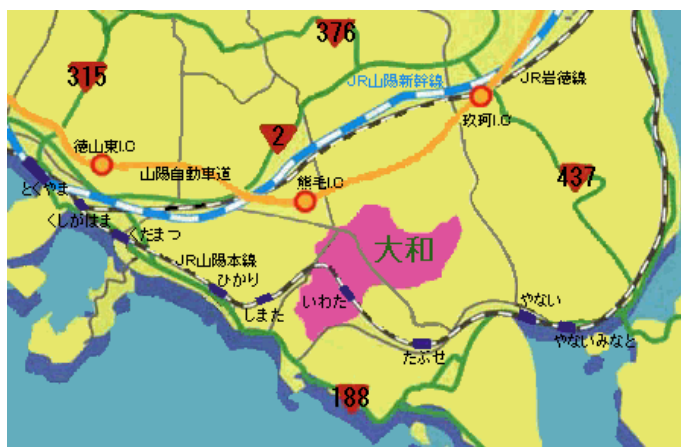 376
315
JR山陽新幹線
JR岩徳線
2
玖珂I.C
徳山東I.C
山陽自動車道
熊毛I.C
437
とくやま
くしがはま
くだまつ
大和
JR山陽本線
ひかり
しまた
いわた
やない
やないみなと
たぶせ
188